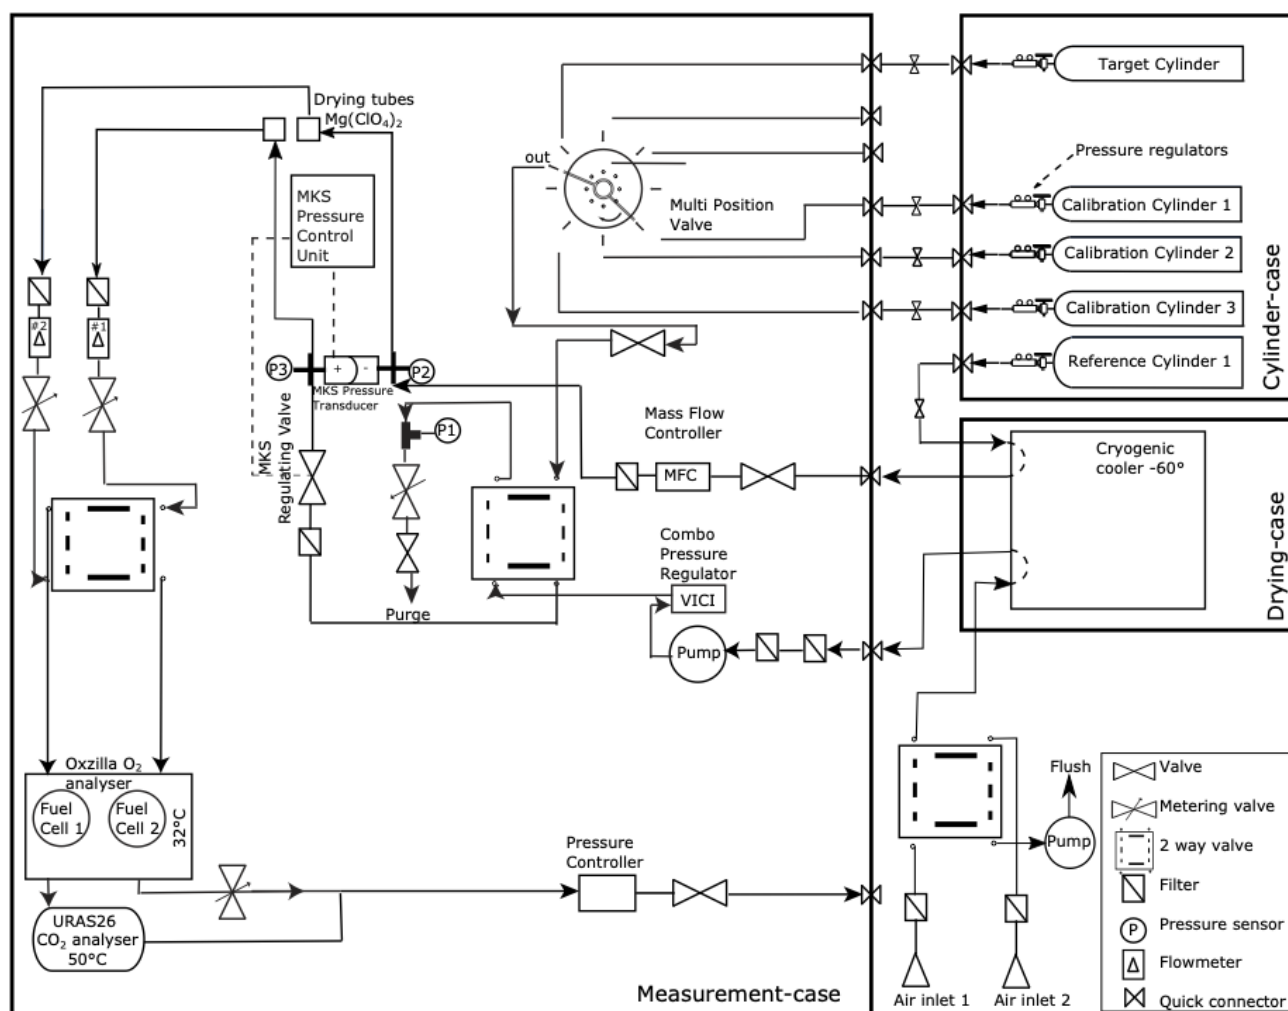 Target Cylinder
Drying tubes
Mg(ClO₄)₂
out
Pressure regulators
MKS
Pressure
Control
Unit
Multi Position
Valve
Calibration Cylinder 1
Calibration Cylinder 2
Calibration Cylinder 3
Reference Cylinder 1
Cylinder-case
#2
#1
P3
+
-
P2
MKS Pressure
Transducer
MKS
Regulating Valve
P1
Mass Flow
Controller
MFC
Cryogenic
cooler -60°
Drying-case
Combo
Pressure
Regulator
VICI
Purge
Pump
Oxzilla O₂
analyser
Fuel
Cell 1
Fuel
Cell 2
32°C
Pressure
Controller
URAS26
CO₂ analyser
50°C
Measurement-case
Flush
Pump
Air inlet 1
Air inlet 2
Valve
Metering valve
2 way valve
Filter
P
Pressure sensor
Flowmeter
Quick connector